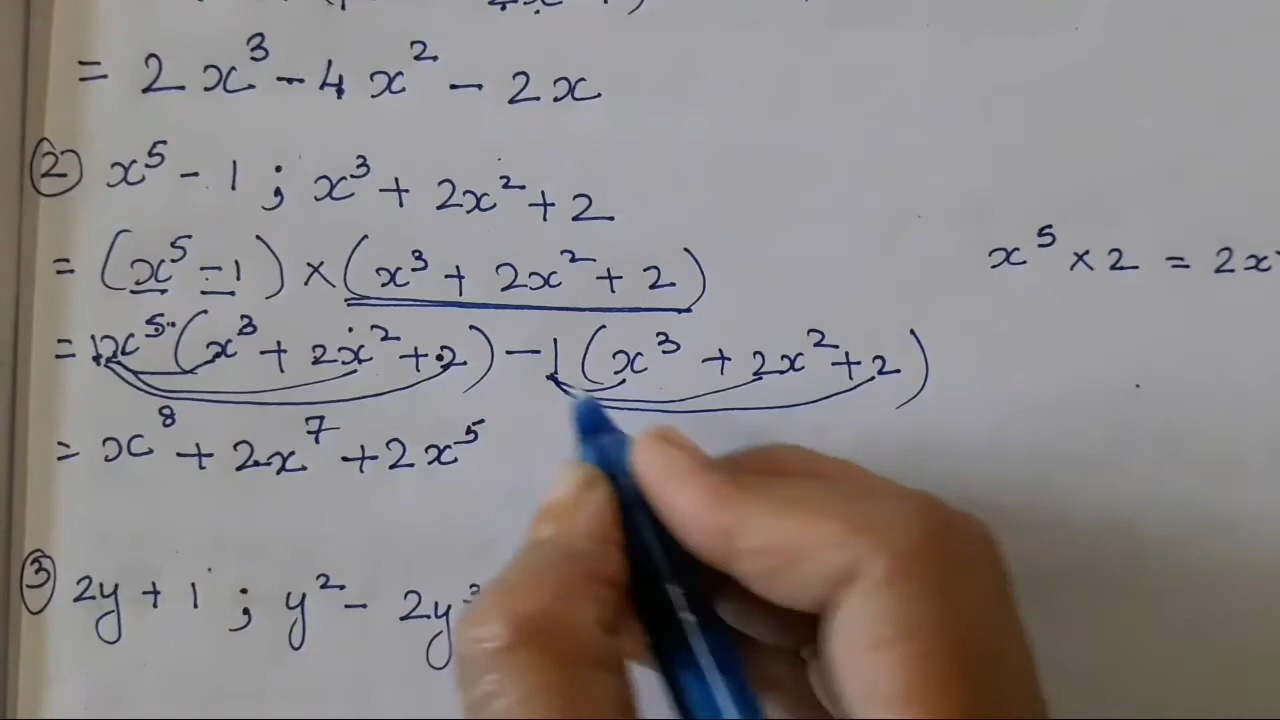 = 2x³ - 4x² - 2x
② x⁵ - 1 ; x³ + 2x² + 2
= (x⁵ - 1) × (x³ + 2x² + 2)
x⁵ × 2 = 2x
= 1x⁵ (x³ + 2x² + 2) - 1 (x³ + 2x² + 2)
= x⁸ + 2x⁷ + 2x⁵
③ 2y + 1 ; y² - 2y